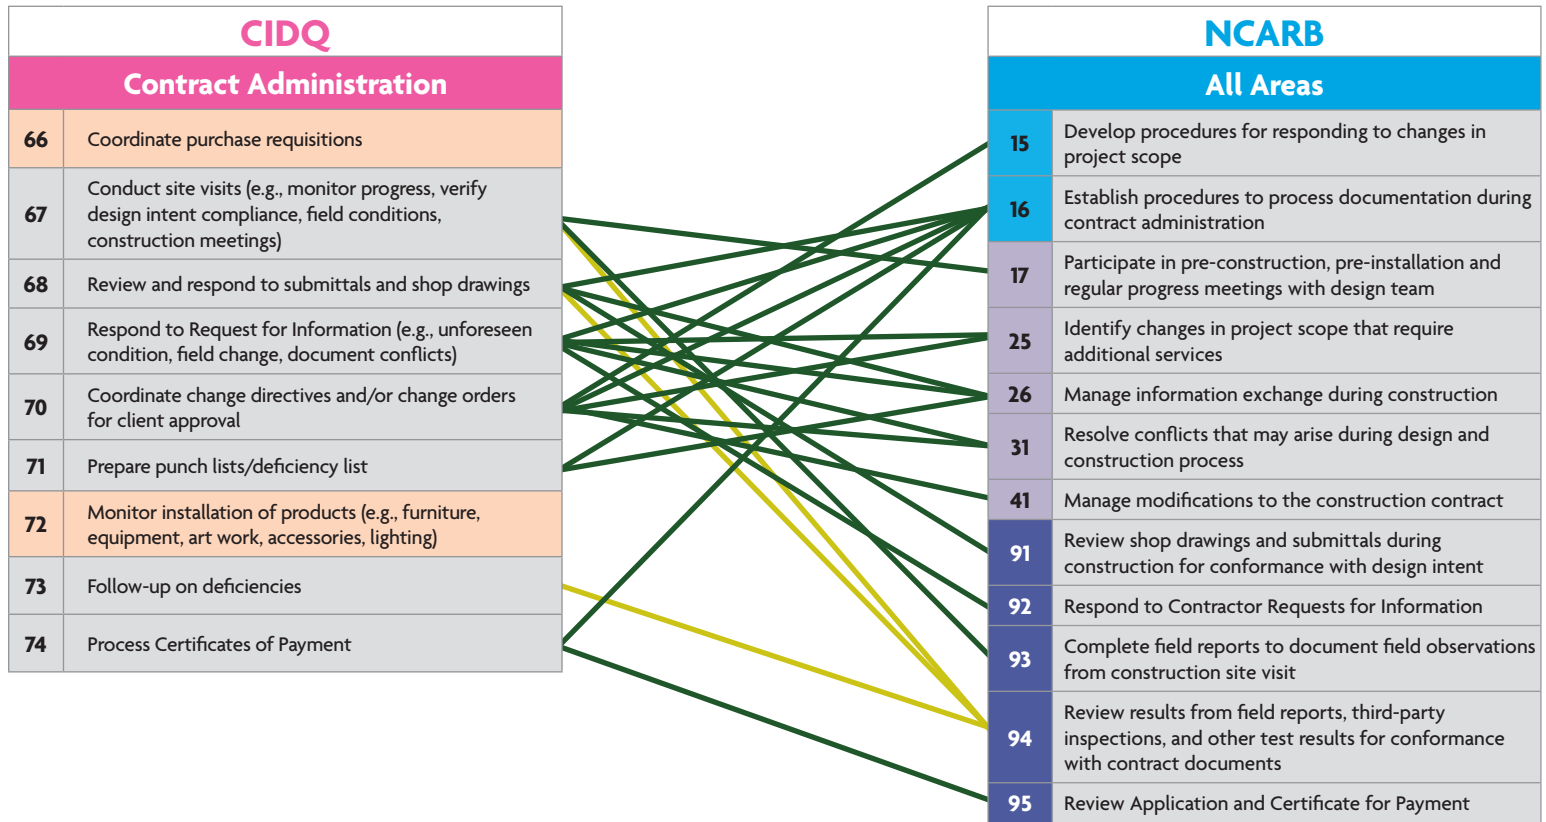 CIDQ
Contract Administration
66 Coordinate purchase requisitions
67 Conduct site visits (e.g., monitor progress, verify
design intent compliance, field conditions,
construction meetings)
68 Review and respond to submittals and shop drawings
69 Respond to Request for Information (e.g., unforeseen
condition, field change, document conflicts)
70 Coordinate change directives and/or change orders
for client approval
71 Prepare punch lists/deficiency list
72 Monitor installation of products (e.g., furniture,
equipment, art work, accessories, lighting)
73 Follow-up on deficiencies
74 Process Certificates of Payment
NCARB
All Areas
15 Develop procedures for responding to changes in
project scope
16 Establish procedures to process documentation during
contract administration
17 Participate in pre-construction, pre-installation and
regular progress meetings with design team
25 Identify changes in project scope that require
additional services
26 Manage information exchange during construction
31 Resolve conflicts that may arise during design and
construction process
41 Manage modifications to the construction contract
91 Review shop drawings and submittals during
construction for conformance with design intent
92 Respond to Contractor Requests for Information
93 Complete field reports to document field observations
from construction site visit
94 Review results from field reports, third-party
inspections, and other test results for conformance
with contract documents
95 Review Application and Certificate for Payment